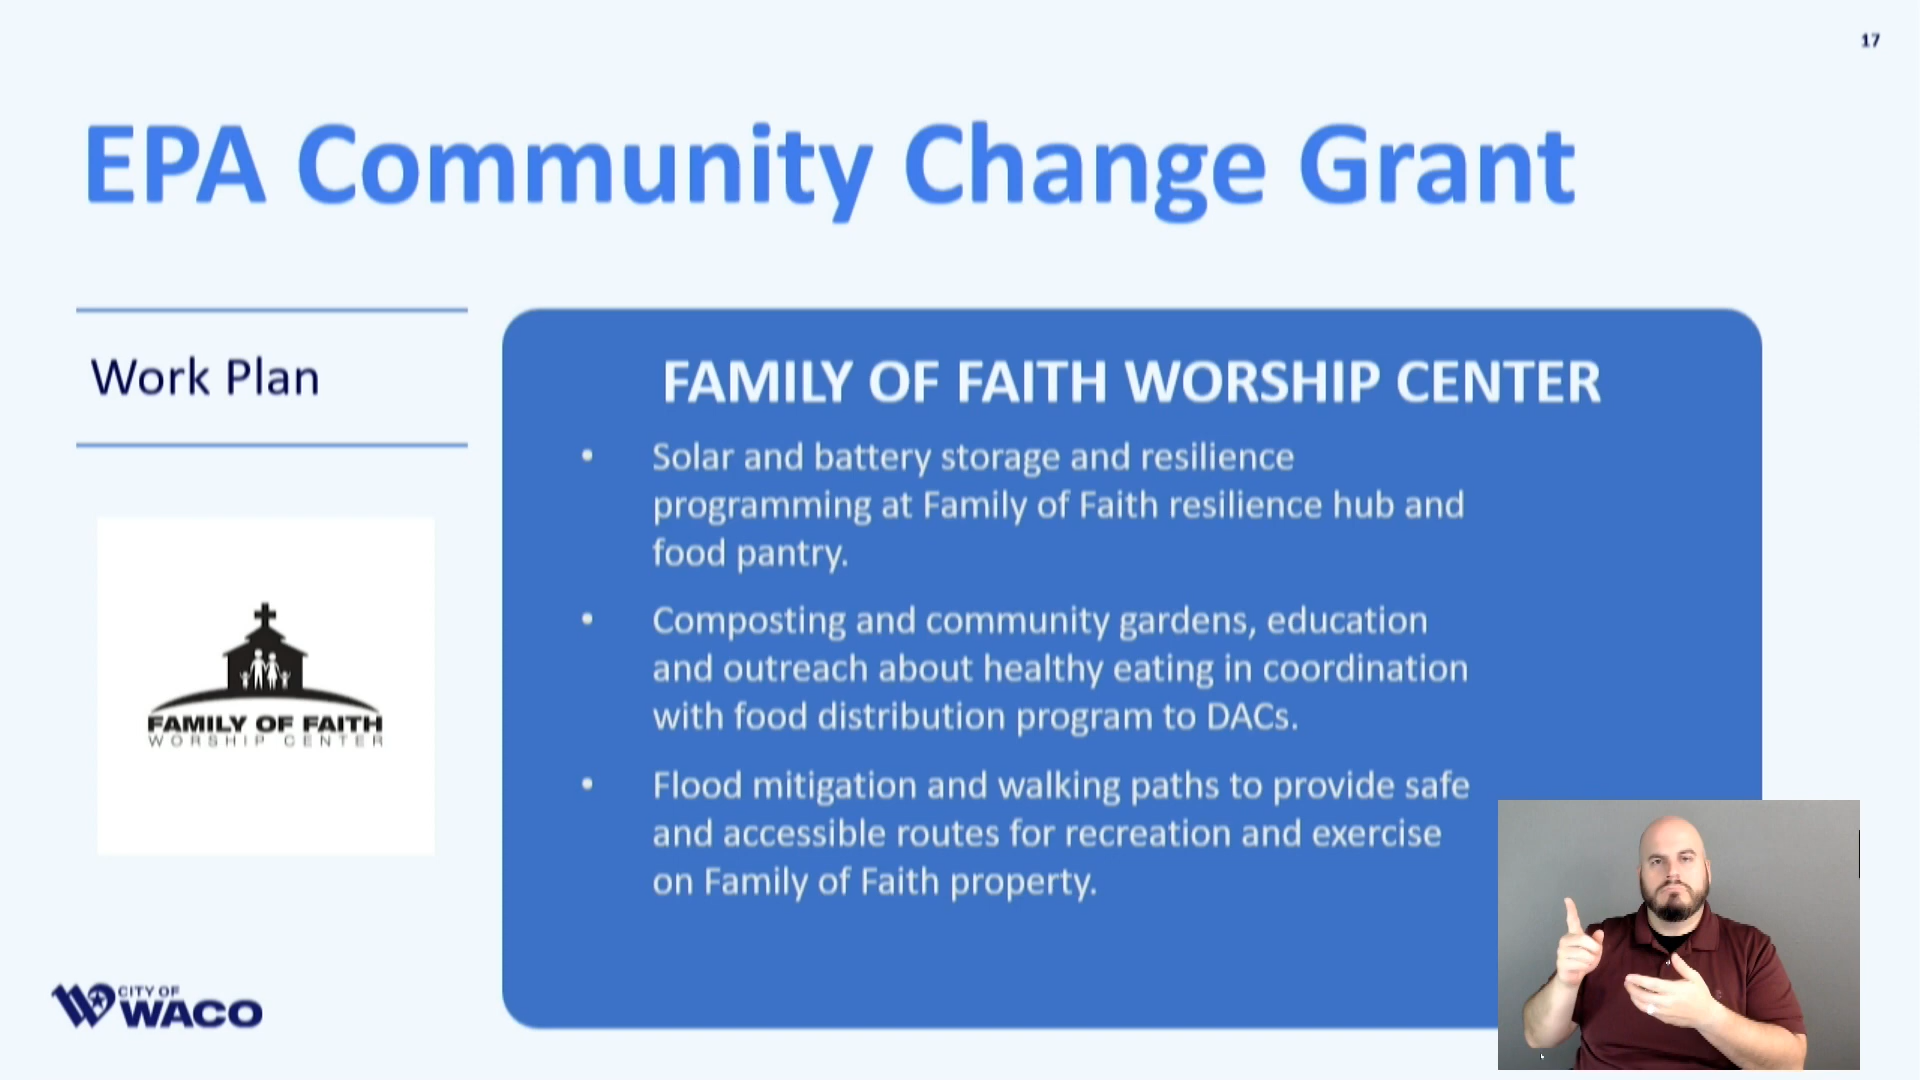 17
EPA Community Change Grant
Work Plan
FAMILY OF FAITH
WORSHIP CENTER
CITY OF
WACO
FAMILY OF FAITH WORSHIP CENTER
• Solar and battery storage and resilience
programming at Family of Faith resilience hub and
food pantry.
• Composting and community gardens, education
and outreach about healthy eating in coordination
with food distribution program to DACs.
• Flood mitigation and walking paths to provide safe
and accessible routes for recreation and exercise
on Family of Faith property.